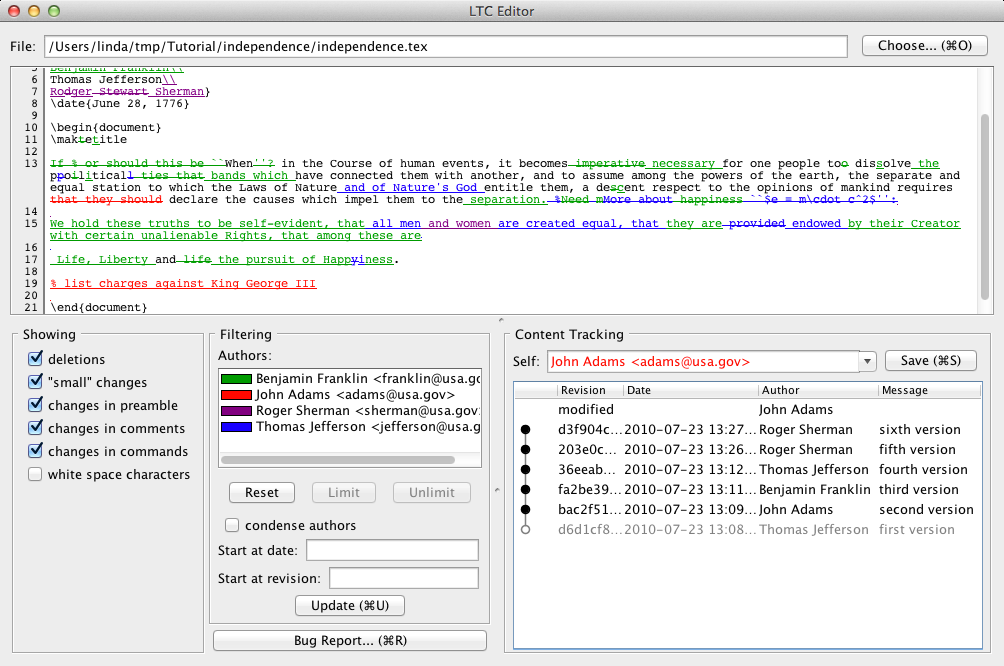 LTC Editor
File: /Users/linda/tmp/Tutorial/independence/independence.tex Choose... (⌘O)
5 Benjamin Franklin\\
6 Thomas Jefferson\\
7 Rodger Stewart Sherman}
8 \date{June 28, 1776}
9
10 \begin{document}
11 \maktetitle
12
13 If % or should this be ``When''? in the Course of human events, it becomes imperative necessary for one people too dissolve the
ppoilitical ties that bands which have connected them with another, and to assume among the powers of the earth, the separate and
equal station to which the Laws of Nature and of Nature's God entitle them, a descent respect to the opinions of mankind requires
that they should declare the causes which impel them to the separation. %Need mMore about happiness ``$e = m\cdot c^2$'':
14
15 We hold these truths to be self-evident, that all men and women are created equal, that they are provided endowed by their Creator
with certain unalienable Rights, that among these are
16
17 Life, Liberty and life the pursuit of Happyiness.
18
19 % list charges against King George III
20
21 \end{document}
Showing
deletions
"small" changes
changes in preamble
changes in comments
changes in commands
white space characters
Filtering
Authors:
Benjamin Franklin <franklin@usa.gc
John Adams <adams@usa.gov>
Roger Sherman <sherman@usa.gov
Thomas Jefferson <jefferson@usa.g
Reset Limit Unlimit
condense authors
Start at date:
Start at revision:
Update (⌘U)
Bug Report... (⌘R)
Content Tracking
Self: John Adams <adams@usa.gov> Save (⌘S)
Revision Date Author Message
modified John Adams
d3f904c... 2010-07-23 13:27... Roger Sherman sixth version
203e0c... 2010-07-23 13:26... Roger Sherman fifth version
36eeab... 2010-07-23 13:12... Thomas Jefferson fourth version
fa2be39... 2010-07-23 13:11... Benjamin Franklin third version
bac2f51... 2010-07-23 13:09... John Adams second version
d6d1cf8... 2010-07-23 13:08... Thomas Jefferson first version